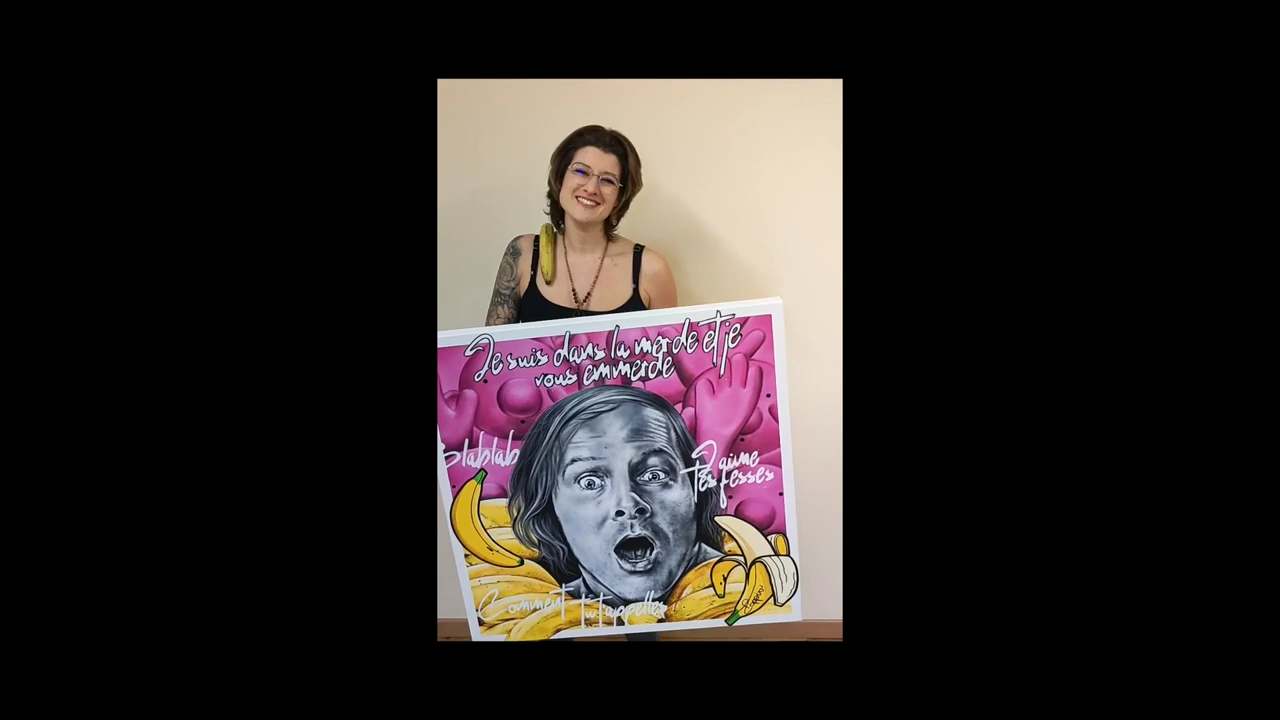 Je suis dans la merde et je
vous emmerde
Blablab
J'aime
tes fesses
Comment tu t'appelles